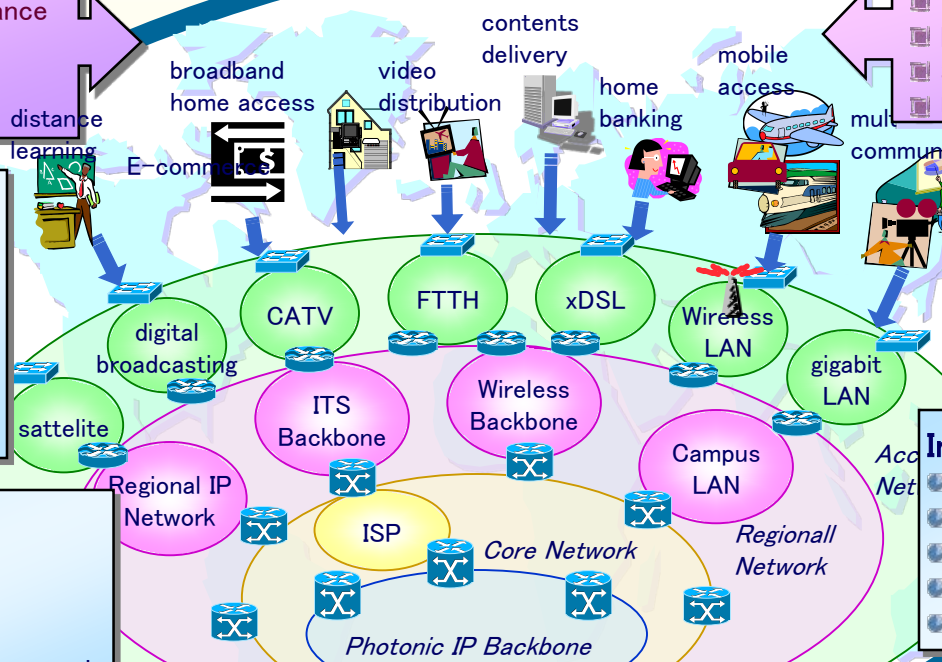 contents
delivery
broadband
home access
video
distribution
mobile
access
home
banking
distance
learning
E-commerce
CATV
FTTH
xDSL
Wireless
LAN
digital
broadcasting
gigabit
LAN
sattelite
ITS
Backbone
Wireless
Backbone
Campus
LAN
Regional IP
Network
ISP
Core Network
Regionall
Network
Photonic IP Backbone